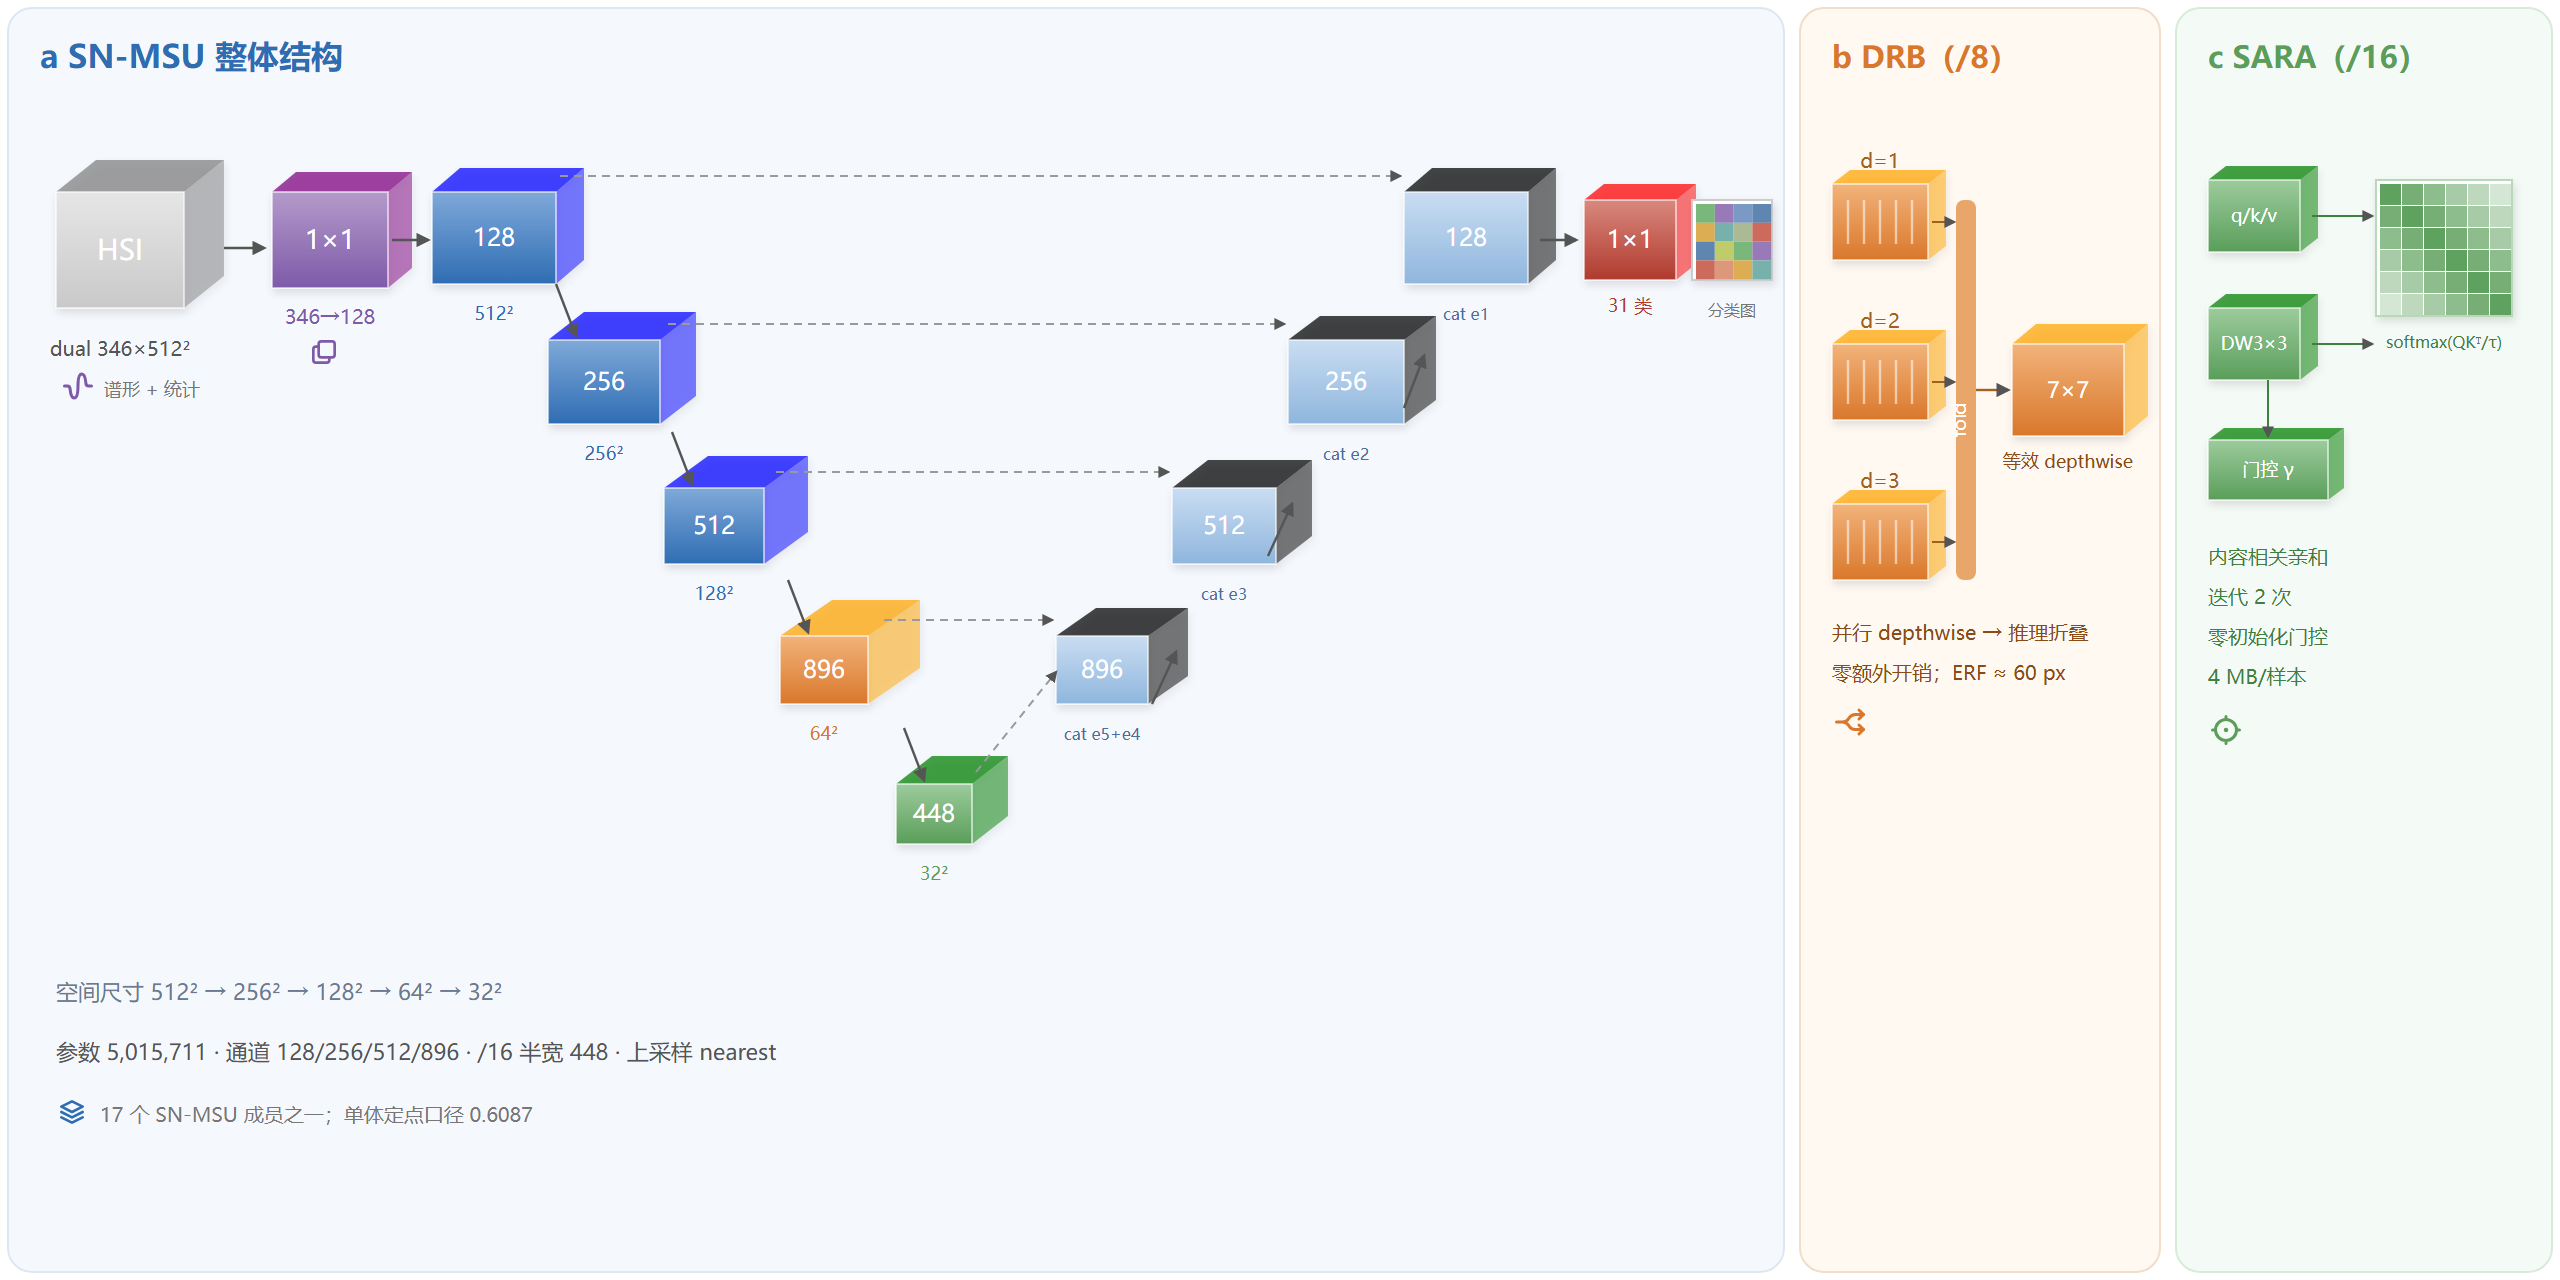 a SN-MSU 整体结构
HSI
dual 346×512²
谱形 + 统计
1×1
346→128
128
512²
256
256²
512
128²
896
64²
448
32²
896
cat e5+e4
512
cat e3
256
cat e2
128
cat e1
1×1
31 类
分类图
空间尺寸 512² → 256² → 128² → 64² → 32²
参数 5,015,711 · 通道 128/256/512/896 · /16 半宽 448 · 上采样 nearest
17 个 SN-MSU 成员之一；单体定点口径 0.6087
b DRB（/8）
d=1
d=2
d=3
fold
7×7
等效 depthwise
并行 depthwise → 推理折叠
零额外开销；ERF ≈ 60 px
c SARA（/16）
q/k/v
DW3×3
softmax(QKᵀ/τ)
门控 γ
内容相关亲和
迭代 2 次
零初始化门控
4 MB/样本